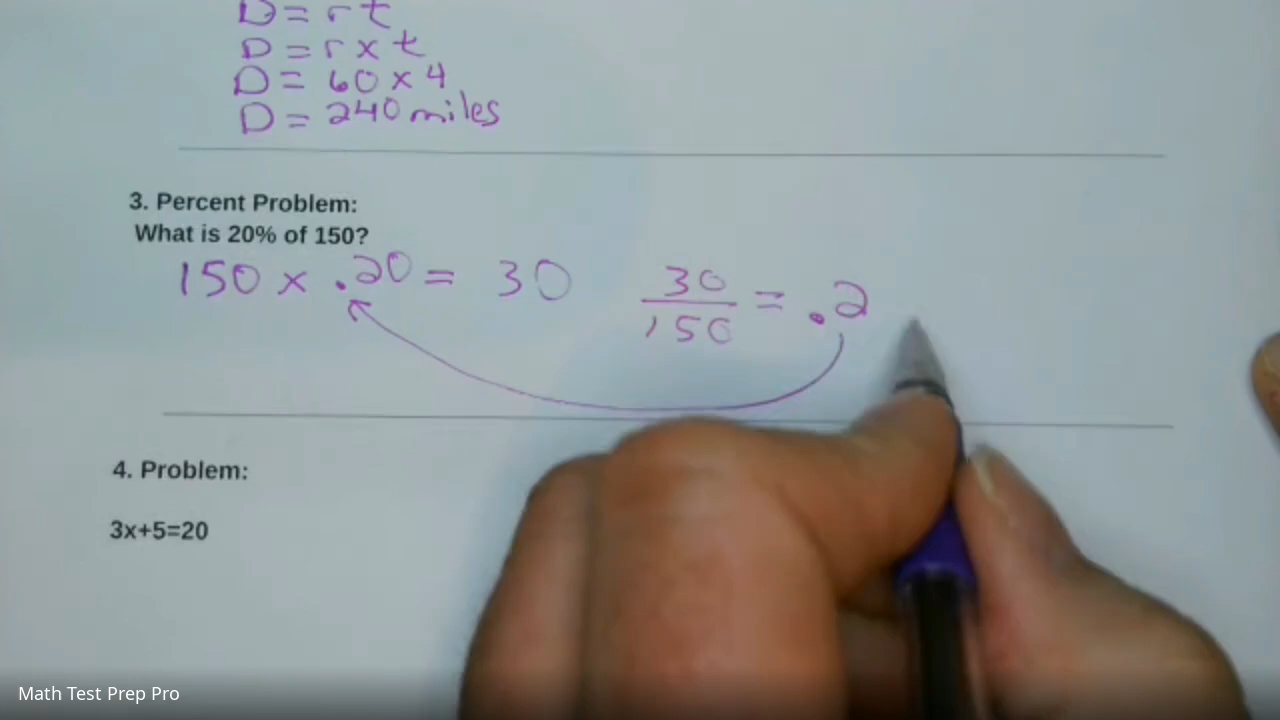 D = rt
D = r x t
D = 60 x 4
D = 240 miles
3. Percent Problem:
What is 20% of 150?
150 x .20 = 30
30/150 = .2
4. Problem:
3x+5=20
Math Test Prep Pro